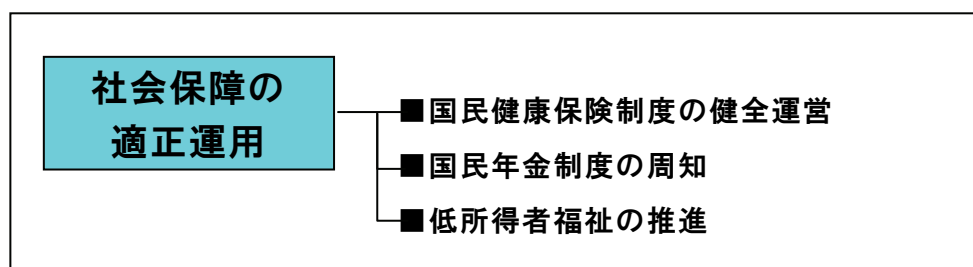 社会保障の
適正運用
■国民健康保険制度の健全運営
■国民年金制度の周知
■低所得者福祉の推進